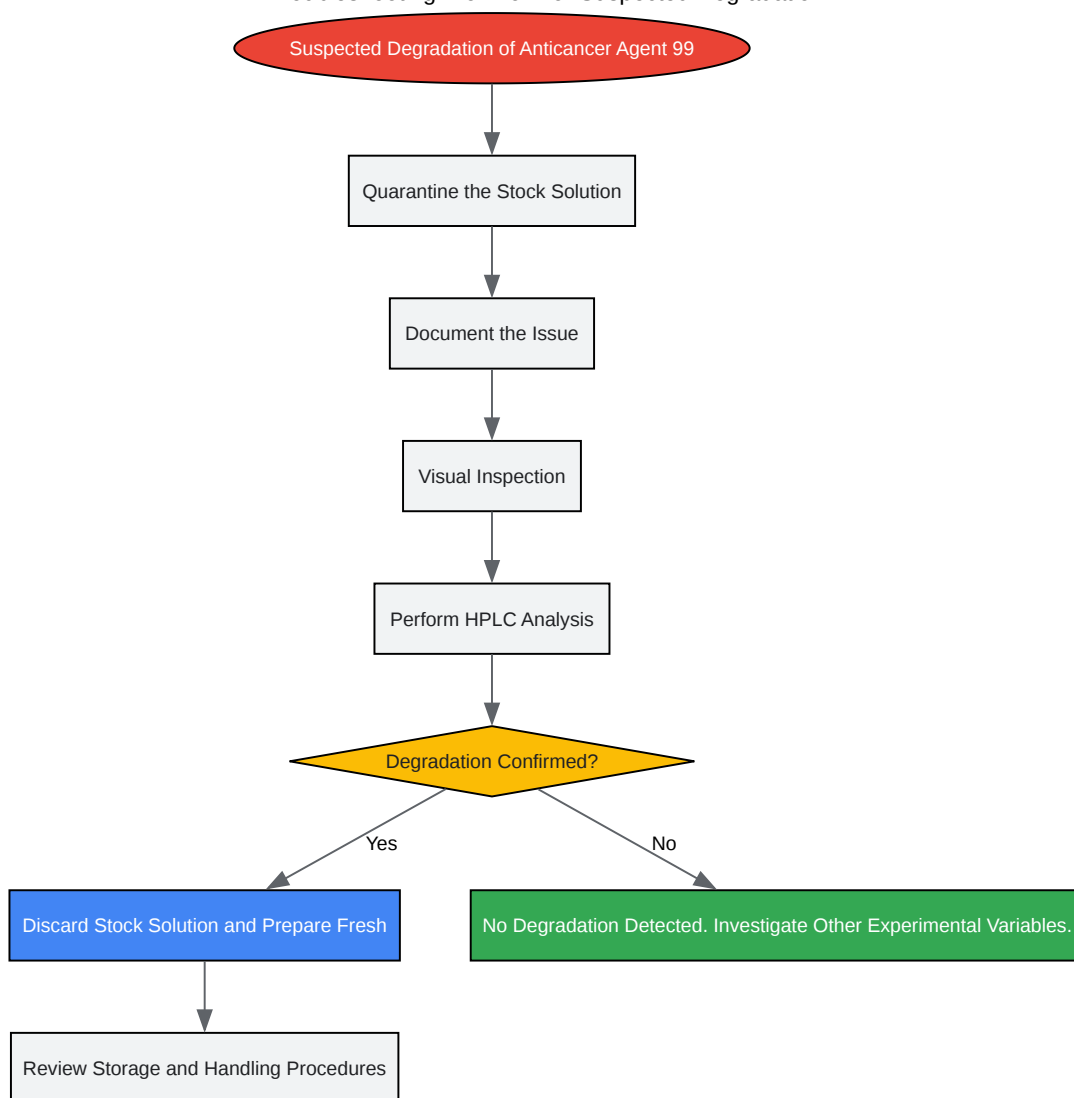 Suspected Degradation of Anticancer Agent 99
Quarantine the Stock Solution
Document the Issue
Visual Inspection
Perform HPLC Analysis
Degradation Confirmed?
Yes
No
Discard Stock Solution and Prepare Fresh
No Degradation Detected. Investigate Other Experimental Variables.
Review Storage and Handling Procedures